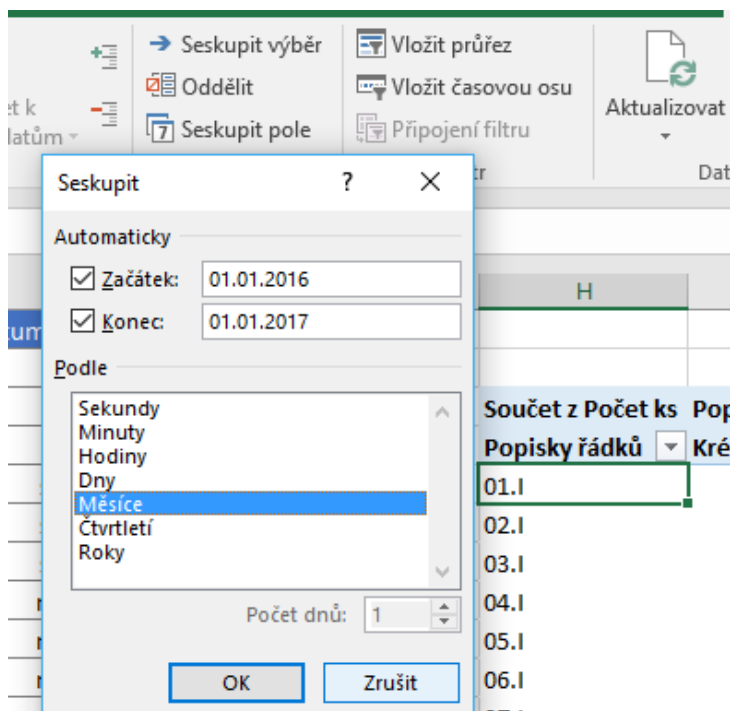 Seskupit výběr
Vložit průřez
Oddělit
Vložit časovou osu
Seskupit pole
Připojení filtru
Aktualizovat
Seskupit ? ×
Automaticky
Začátek: 01.01.2016
Konec: 01.01.2017
Podle
Sekundy
Minuty
Hodiny
Dny
Měsíce
Čtvrtletí
Roky
Počet dnů: 1
OK Zrušit
H
Součet z Počet ks
Popisky řádků
01.I
02.I
03.I
04.I
05.I
06.I